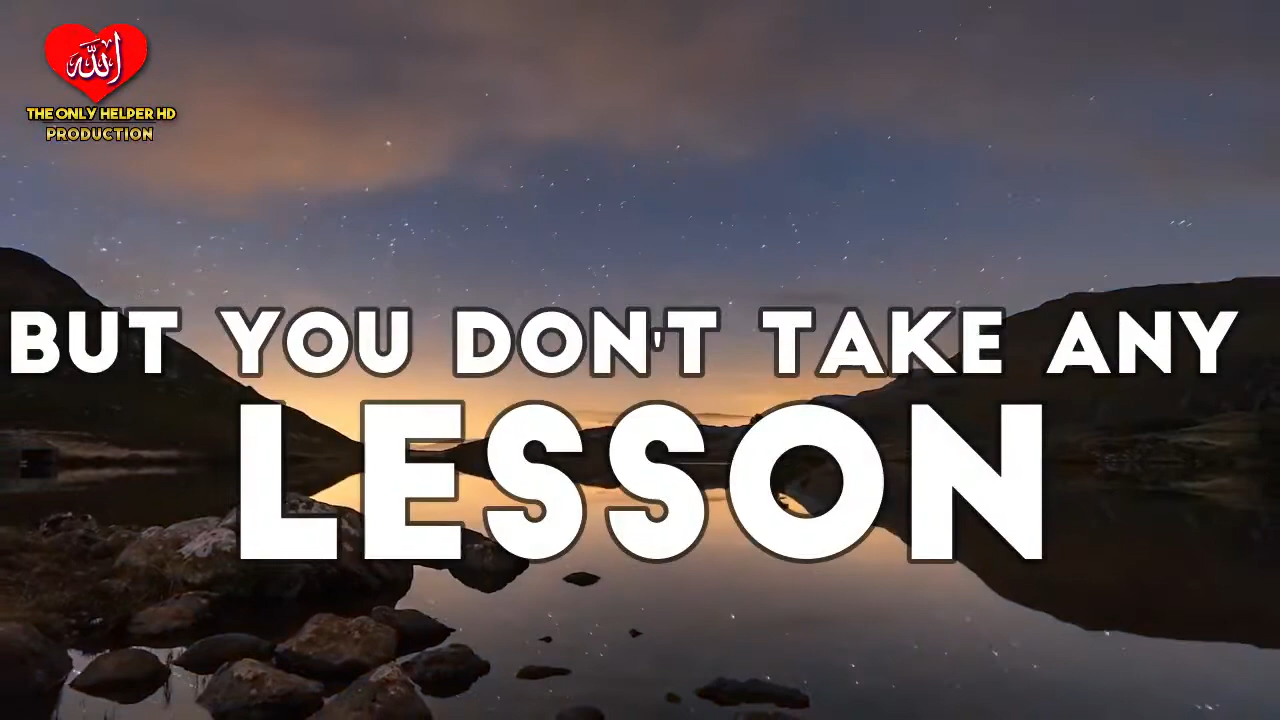 الله
THE ONLY HELPER HD
PRODUCTION
BUT YOU DON'T TAKE ANY
LESSON